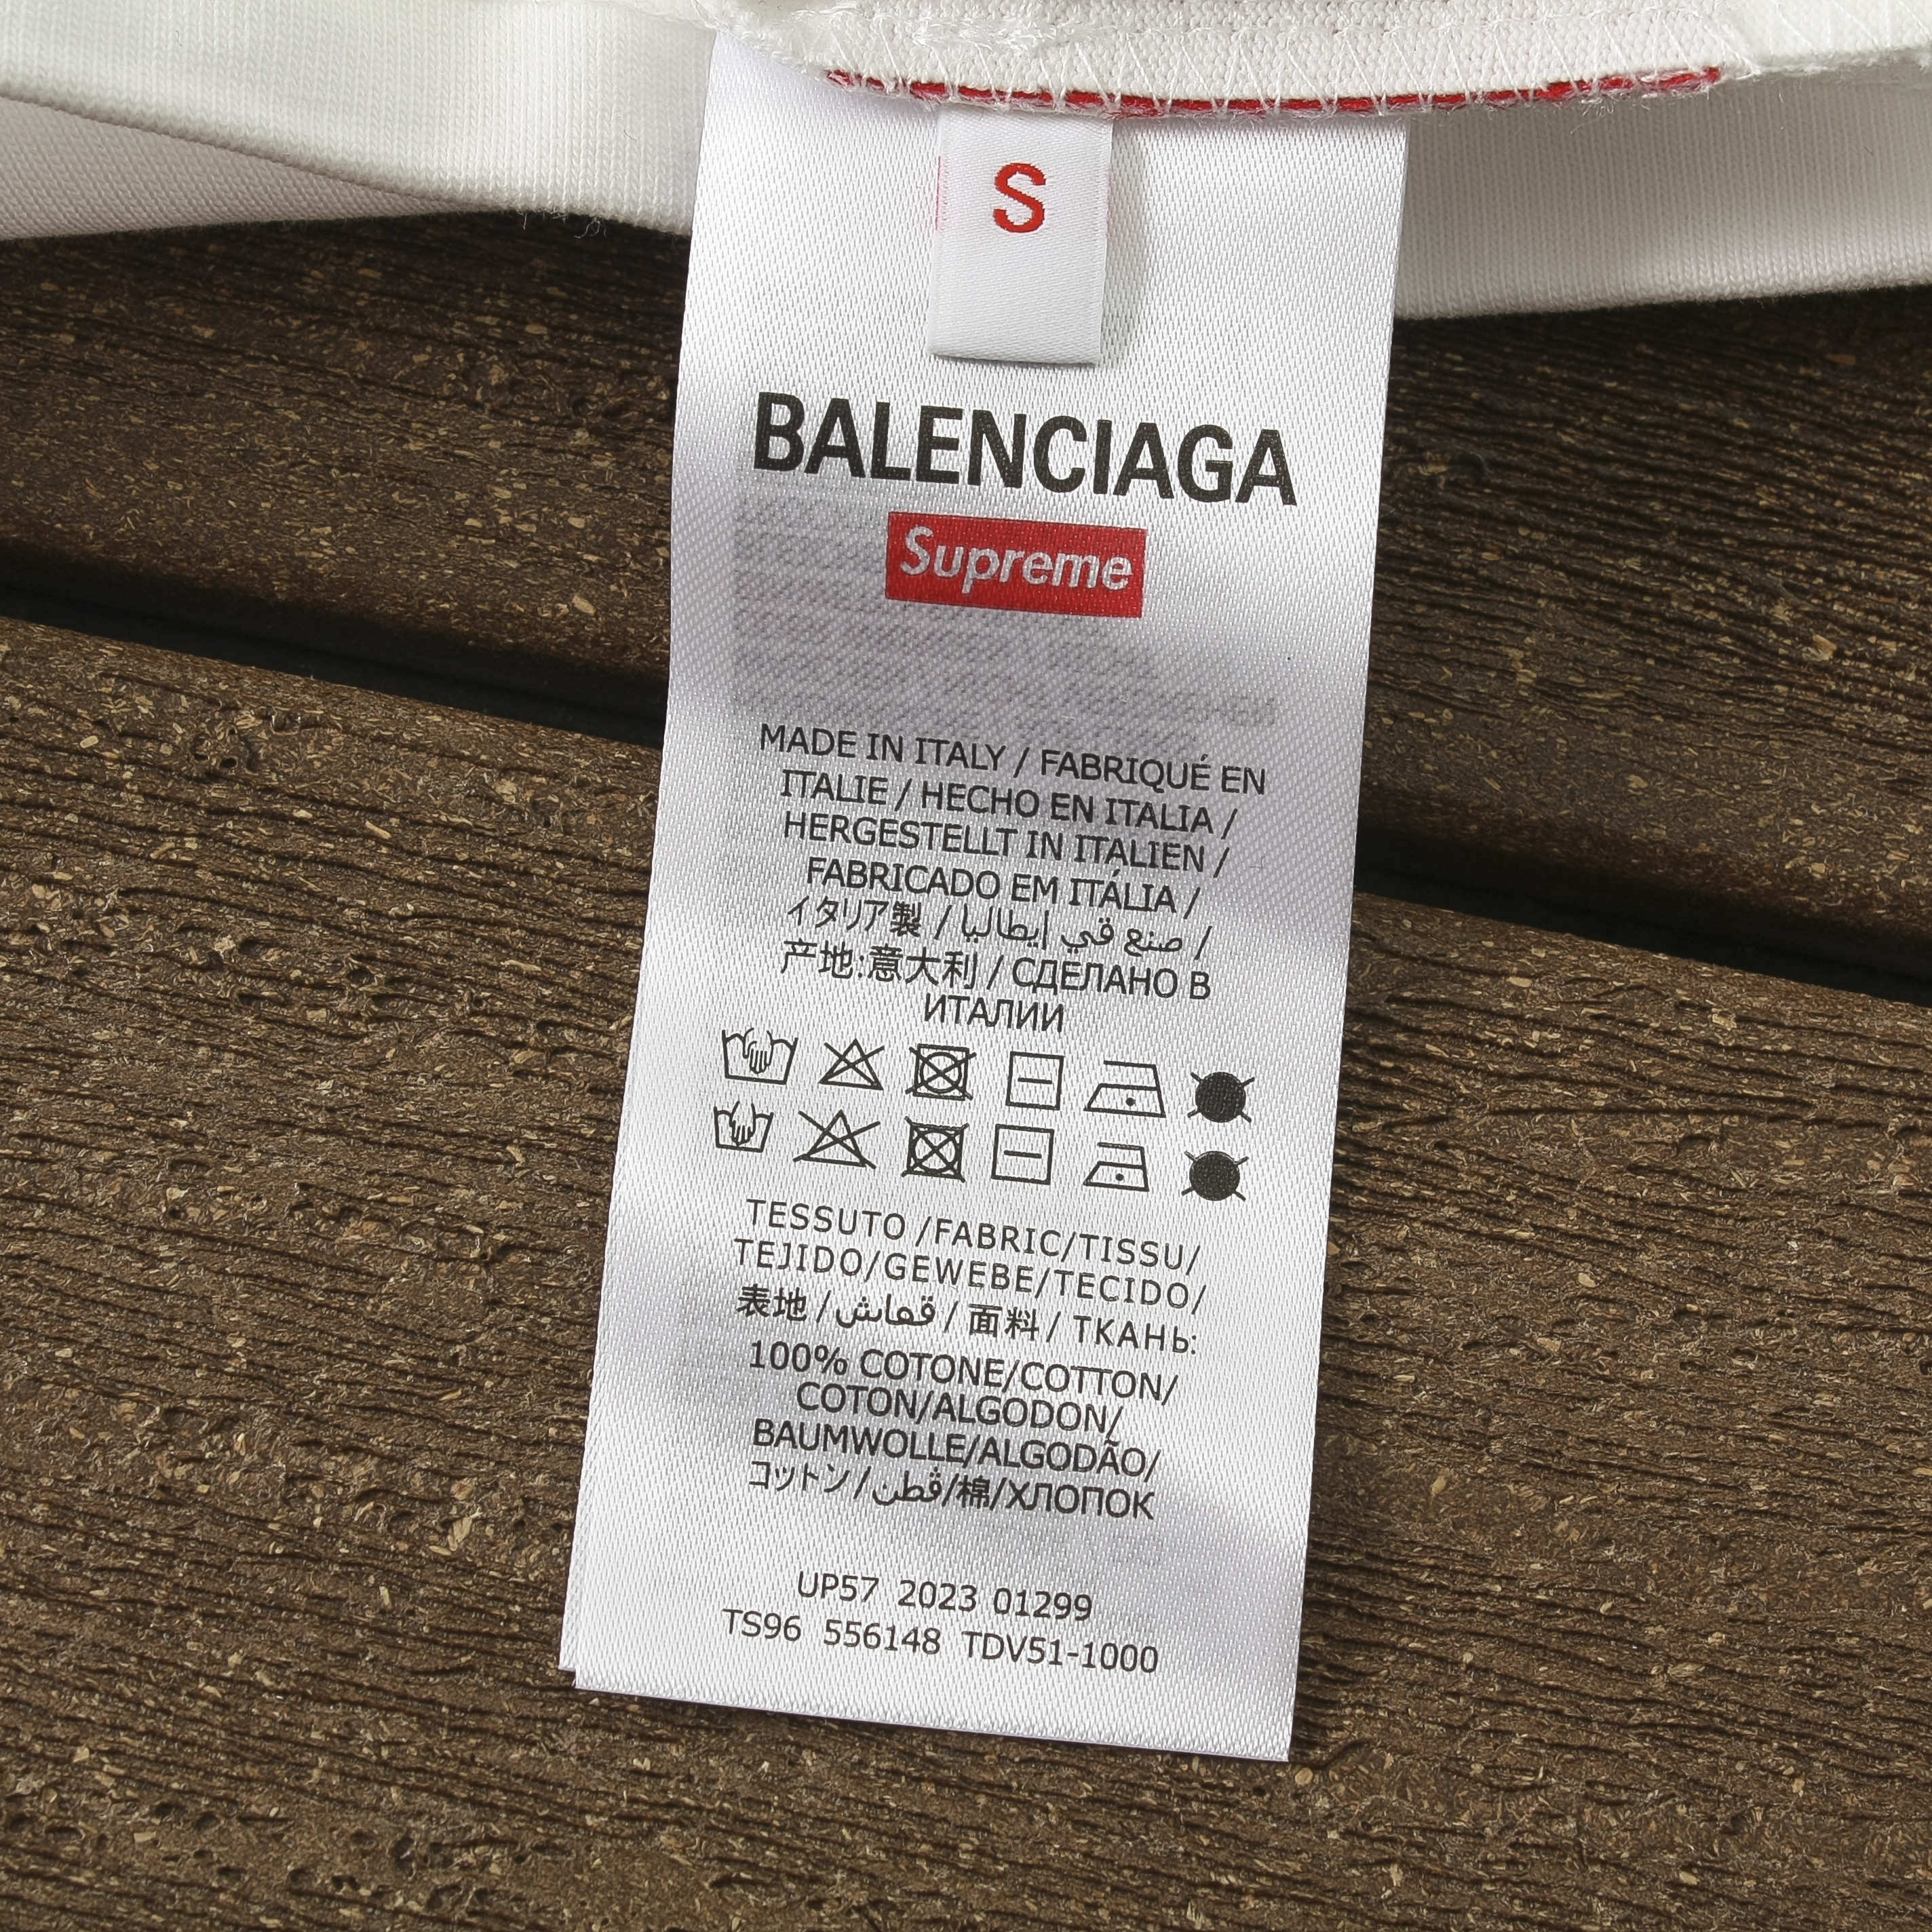 S
BALENCIAGA
Supreme
MADE IN ITALY / FABRIQUÉ EN
ITALIE / HECHO EN ITALIA /
HERGESTELLT IN ITALIEN /
FABRICADO EM ITÁLIA /
イタリア製 / صنع في إيطاليا /
产地:意大利 / СДЕЛАНО В
ИТАЛИИ
TESSUTO /FABRIC/TISSU/
TEJIDO/GEWEBE/TECIDO/
表地 /قماش/ 面料/ ТКАНЬ:
100% COTONE/COTTON/
COTON/ALGODON/
BAUMWOLLE/ALGODÃO/
コットン/قطن/棉/ХЛОПОК
UP57 2023 01299
TS96 556148 TDV51-1000